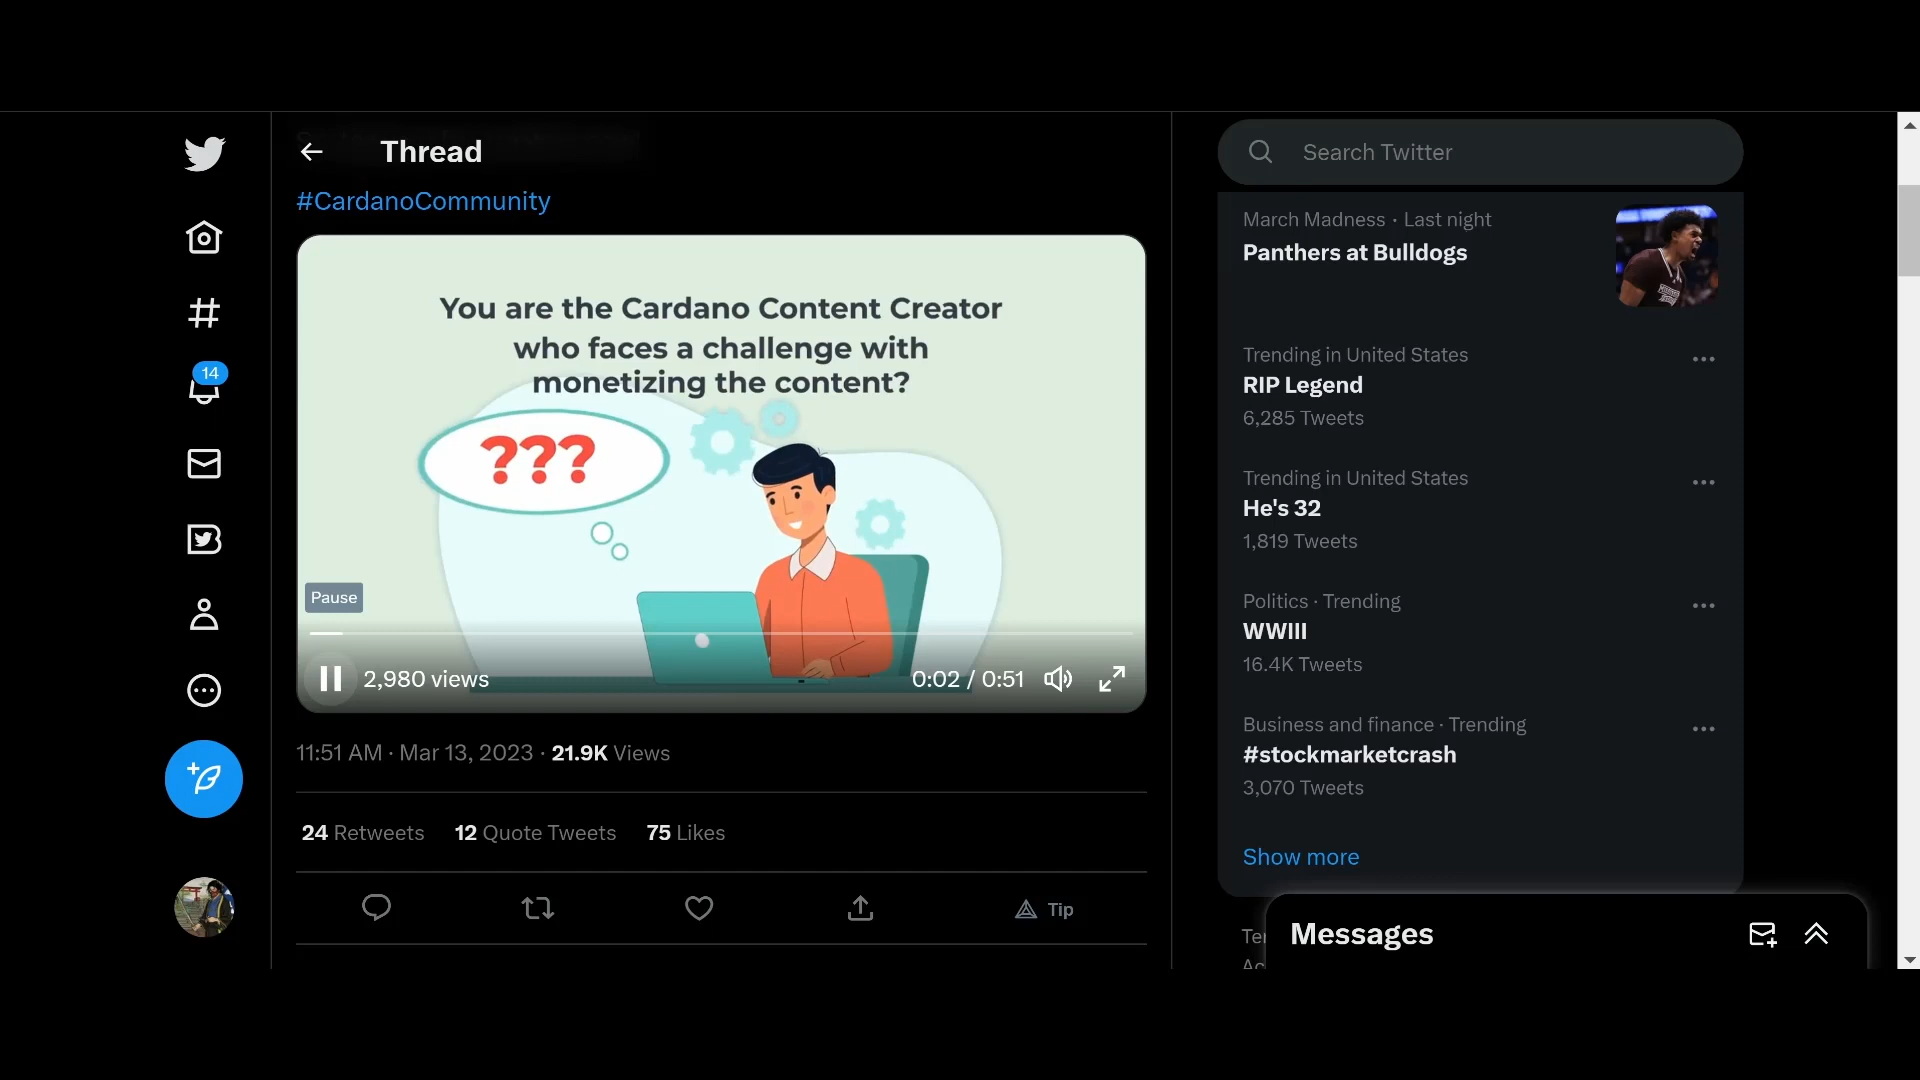 Thread
#CardanoCommunity
You are the Cardano Content Creator
who faces a challenge with
monetizing the content?
???
Pause
2,980 views
0:02 / 0:51
11:51 AM · Mar 13, 2023 · 21.9K Views
24 Retweets 12 Quote Tweets 75 Likes
Tip
14
Search Twitter
March Madness · Last night
Panthers at Bulldogs
Trending in United States
RIP Legend
6,285 Tweets
Trending in United States
He's 32
1,819 Tweets
Politics · Trending
WWIII
16.4K Tweets
Business and finance · Trending
#stockmarketcrash
3,070 Tweets
Show more
Messages